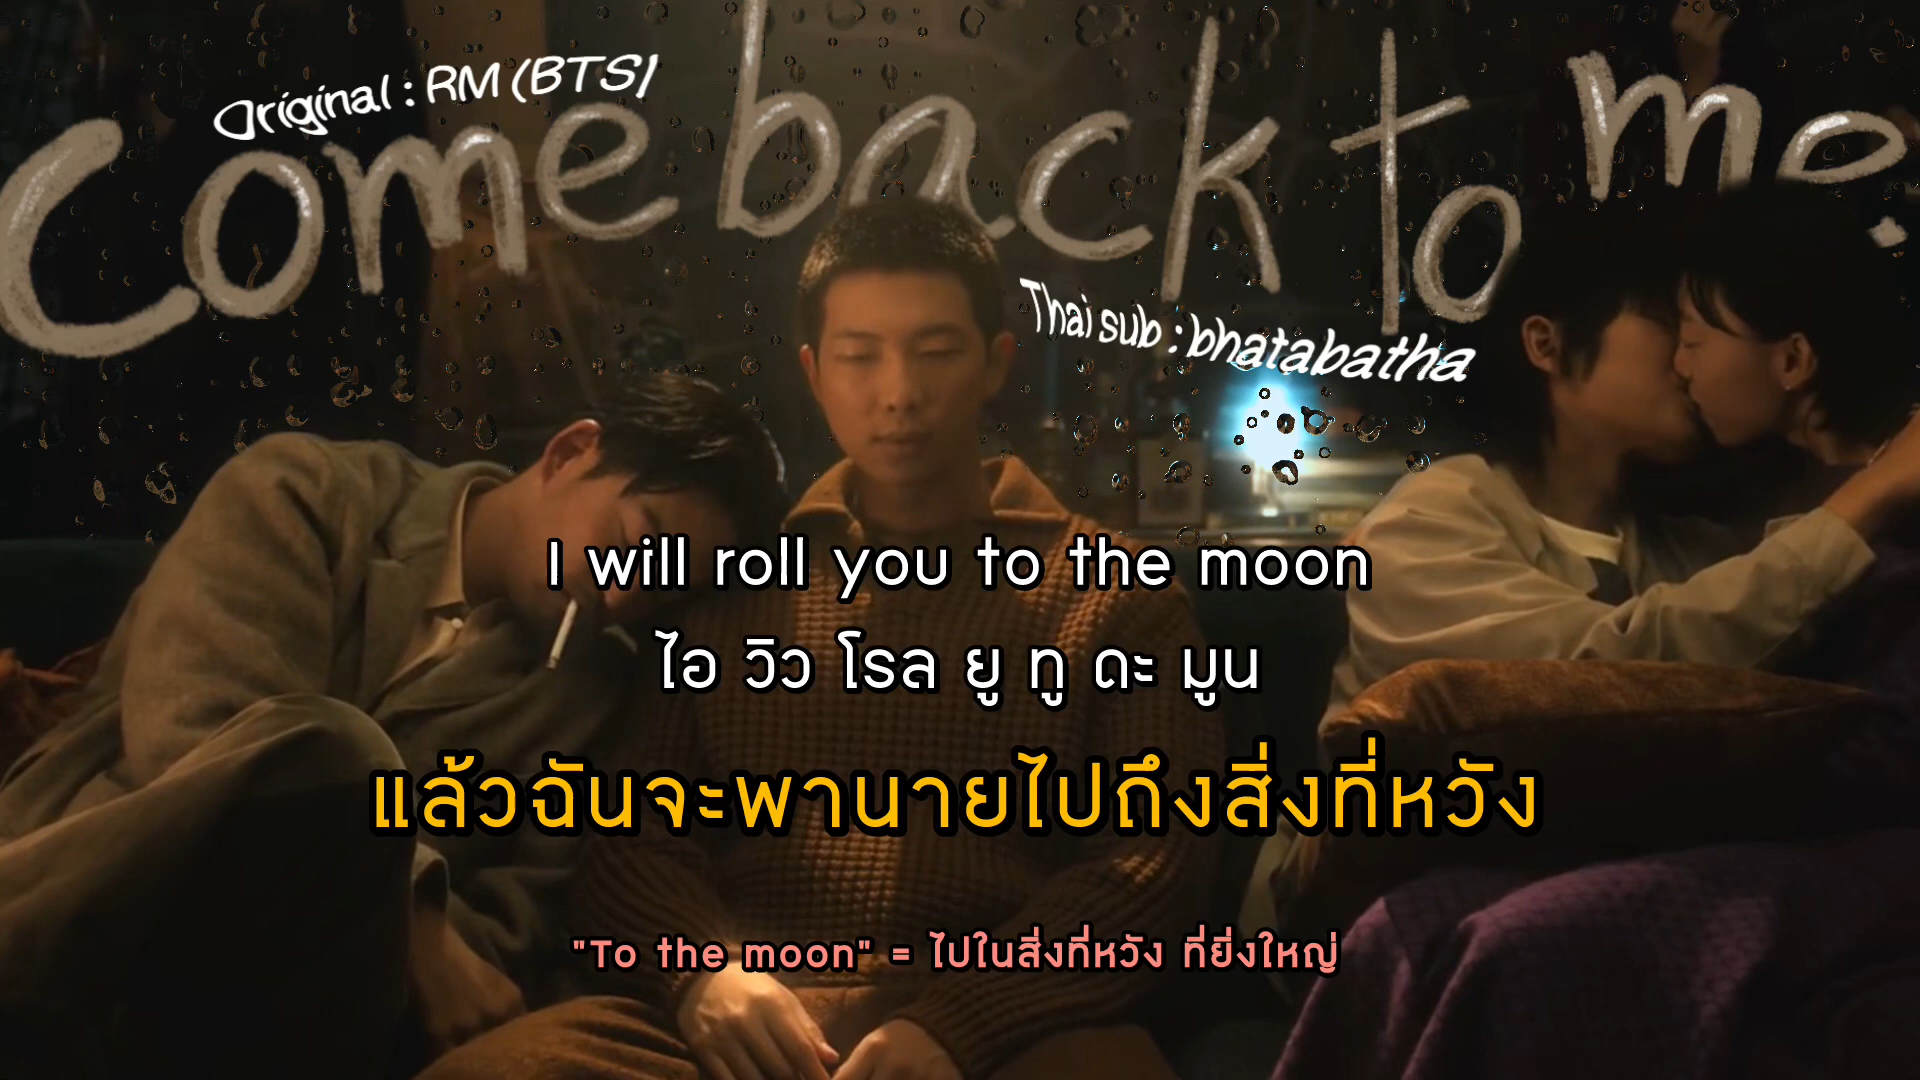 Original : RM (BTS)
Come back to me.
Thai sub : bhatabatha
I will roll you to the moon
ไอ วิว โรล ยู ทู ดะ มูน
แล้วฉันจะพานายไปถึงสิ่งที่หวัง
"To the moon" = ไปในสิ่งที่หวัง ที่ยิ่งใหญ่